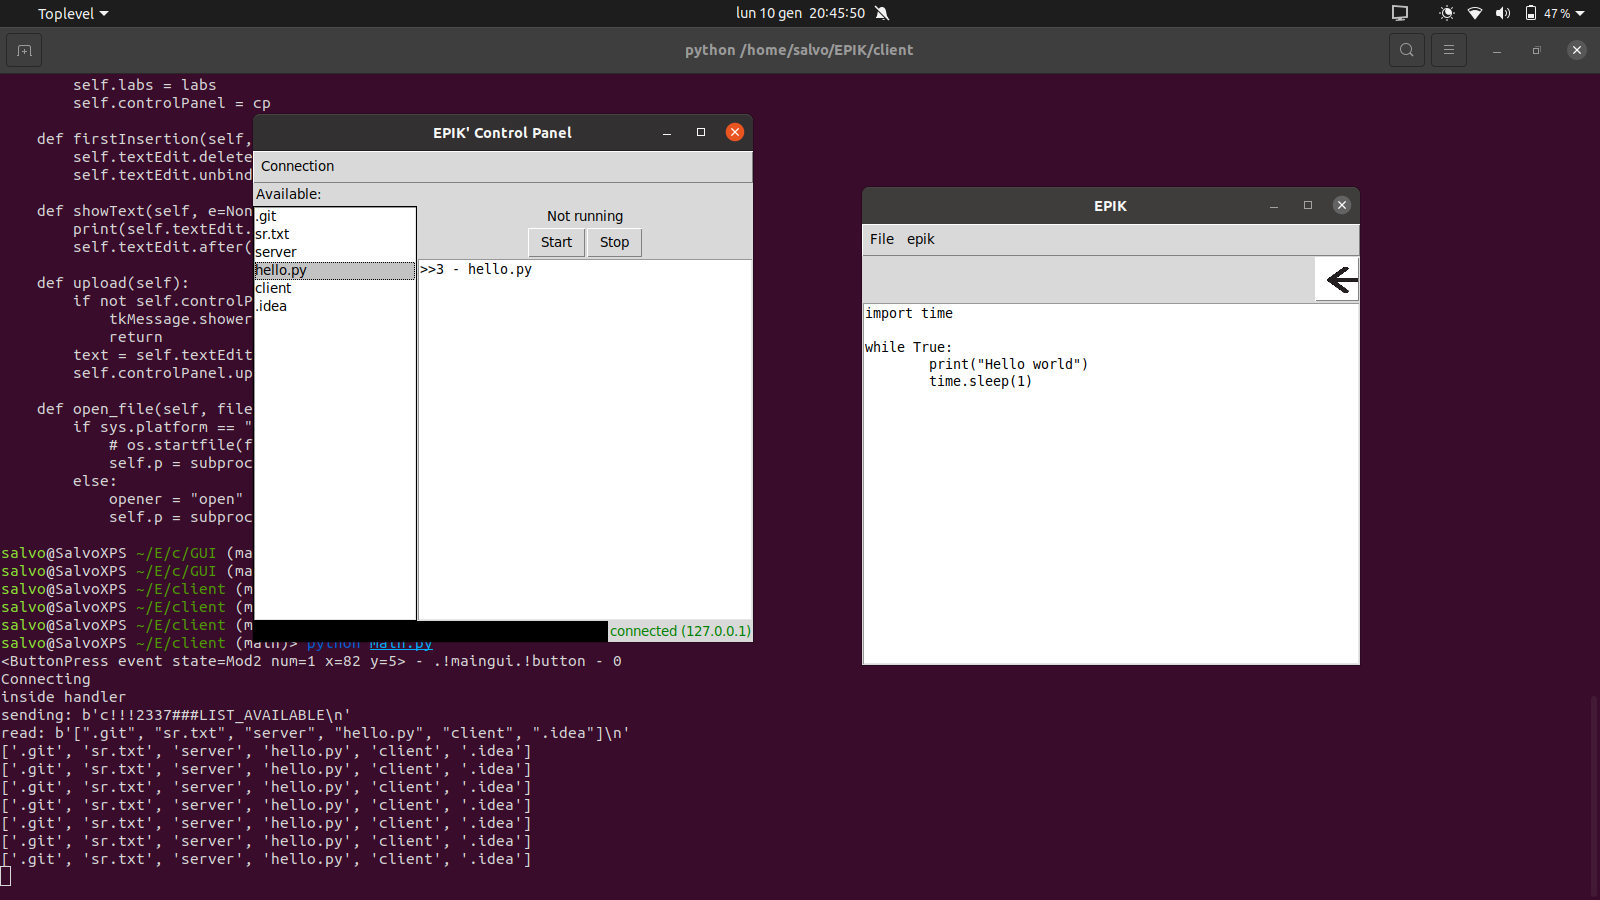 Toplevel
lun 10 gen 20:45:50
47 %
python /home/salvo/EPIK/client
self.labs = labs
self.controlPanel = cp
def firstInsertion(self,
self.textEdit.delete
self.textEdit.unbind
def showText(self, e=Non
print(self.textEdit.
self.textEdit.after(
def upload(self):
if not self.controlP
tkMessage.shower
return
text = self.textEdit
self.controlPanel.up
def open_file(self, file
if sys.platform == "
# os.startfile(f
self.p = subproc
else:
opener = "open"
self.p = subproc
salvo@SalvoXPS ~/E/c/GUI (ma
salvo@SalvoXPS ~/E/c/GUI (ma
salvo@SalvoXPS ~/E/client (m
salvo@SalvoXPS ~/E/client (m
salvo@SalvoXPS ~/E/client (m
salvo@SalvoXPS ~/E/client (main)> python main.py
<ButtonPress event state=Mod2 num=1 x=82 y=5> - .!maingui.!button - 0
Connecting
inside handler
sending: b'c!!!2337###LIST_AVAILABLE\n'
read: b'[".git", "sr.txt", "server", "hello.py", "client", ".idea"]\n'
['.git', 'sr.txt', 'server', 'hello.py', 'client', '.idea']
['.git', 'sr.txt', 'server', 'hello.py', 'client', '.idea']
['.git', 'sr.txt', 'server', 'hello.py', 'client', '.idea']
['.git', 'sr.txt', 'server', 'hello.py', 'client', '.idea']
['.git', 'sr.txt', 'server', 'hello.py', 'client', '.idea']
['.git', 'sr.txt', 'server', 'hello.py', 'client', '.idea']
['.git', 'sr.txt', 'server', 'hello.py', 'client', '.idea']
EPIK' Control Panel
Connection
Available:
.git
sr.txt
server
hello.py
client
.idea
Not running
Start Stop
>>3 - hello.py
connected (127.0.0.1)
EPIK
File epik
import time
while True:
print("Hello world")
time.sleep(1)